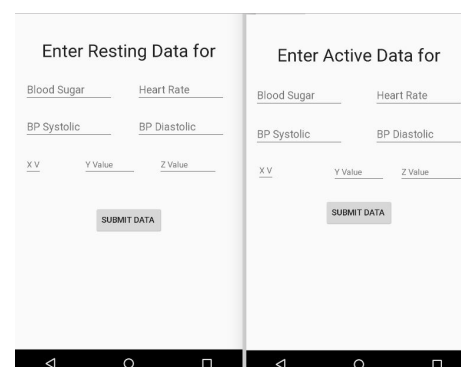 Enter Resting Data for
Blood Sugar Heart Rate
BP Systolic BP Diastolic
X V Y Value Z Value
SUBMIT DATA
Enter Active Data for
Blood Sugar Heart Rate
BP Systolic BP Diastolic
X V Y Value Z Value
SUBMIT DATA